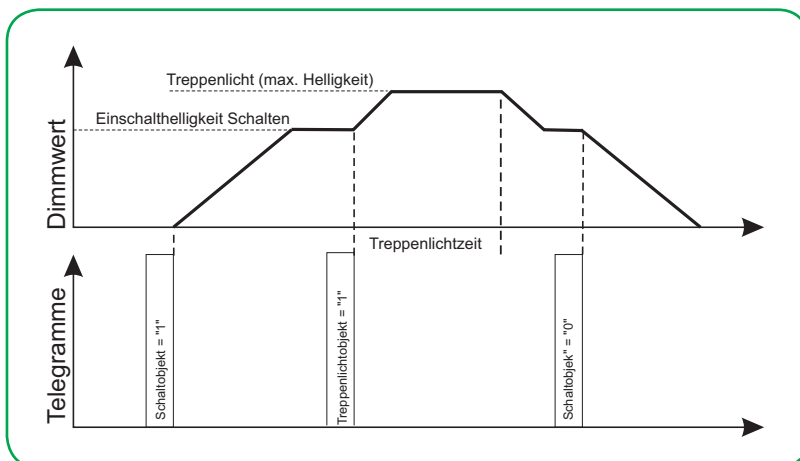 Treppenlicht (max. Helligkeit)
Einschalthelligkeit Schalten
Dimmwert
Treppenlichtzeit
Telegramme
Schaltobjekt = "1"
Treppenlichtobjekt = "1"
Schaltobjek" = "0"